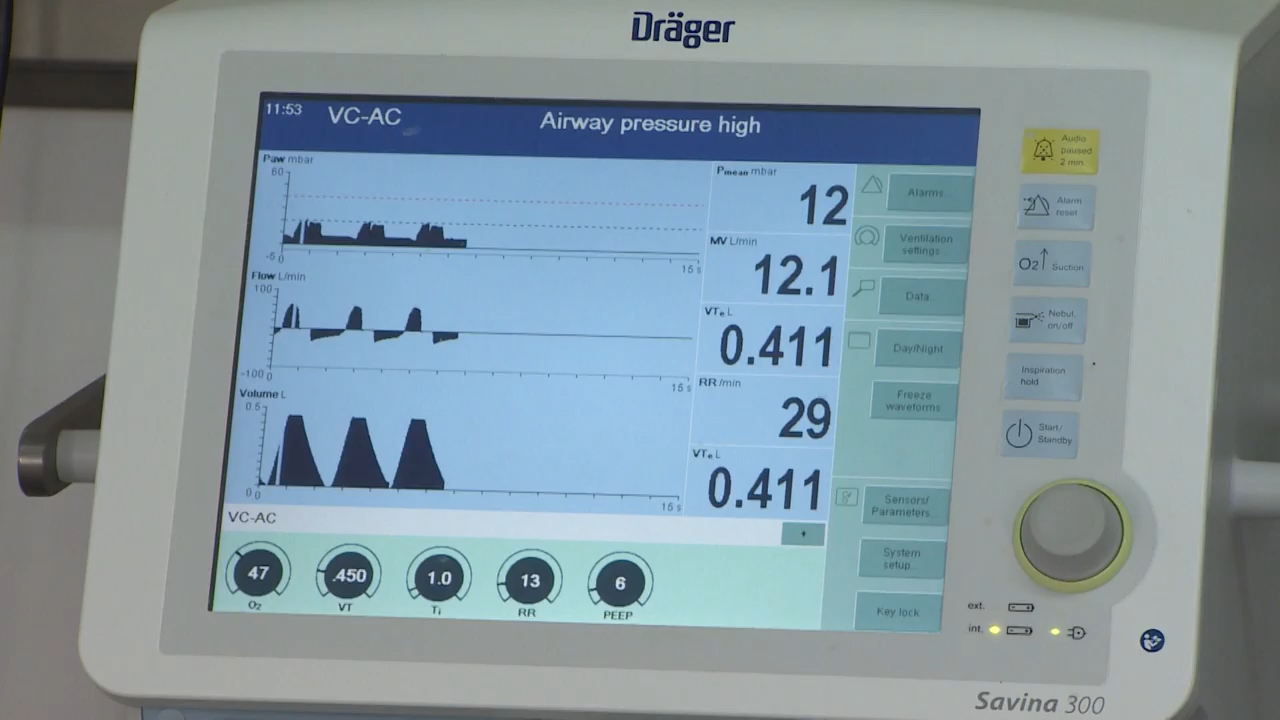 Dräger
11:53
VC-AC
Airway pressure high
Paw mbar
60
-5
0
15 s
Flow L/min
100
-100
0
15 s
Volume L
0.5
0
0
15 s
Pmean mbar
12
MV L/min
12.1
VTe L
0.411
RR /min
29
VTe L
0.411
Alarms...
Ventilation
settings
Data...
Day/Night
Freeze
waveforms
Sensors/
Parameters...
System
setup...
Key lock
VC-AC
47
O2
.450
VT
1.0
Ti
13
RR
6
PEEP
Audio
paused
2 min
Alarm
reset
O2↑ Suction
Nebul.
on/off
Inspiration
hold
Start/
Standby
ext.
int.
Savina 300